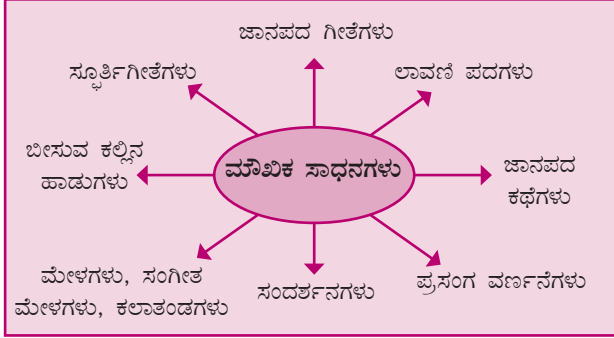 ಜಾನಪದ ಗೀತೆಗಳು
ಸ್ಫೂರ್ತಿಗೀತೆಗಳು
ಲಾವಣಿ ಪದಗಳು
ಬೀಸುವ ಕಲ್ಲಿನ
ಹಾಡುಗಳು
ಮೌಖಿಕ ಸಾಧನಗಳು
ಜಾನಪದ
ಕಥೆಗಳು
ಮೇಳಗಳು, ಸಂಗೀತ
ಮೇಳಗಳು, ಕಲಾತಂಡಗಳು
ಸಂದರ್ಶನಗಳು
ಪ್ರಸಂಗ ವರ್ಣನೆಗಳು